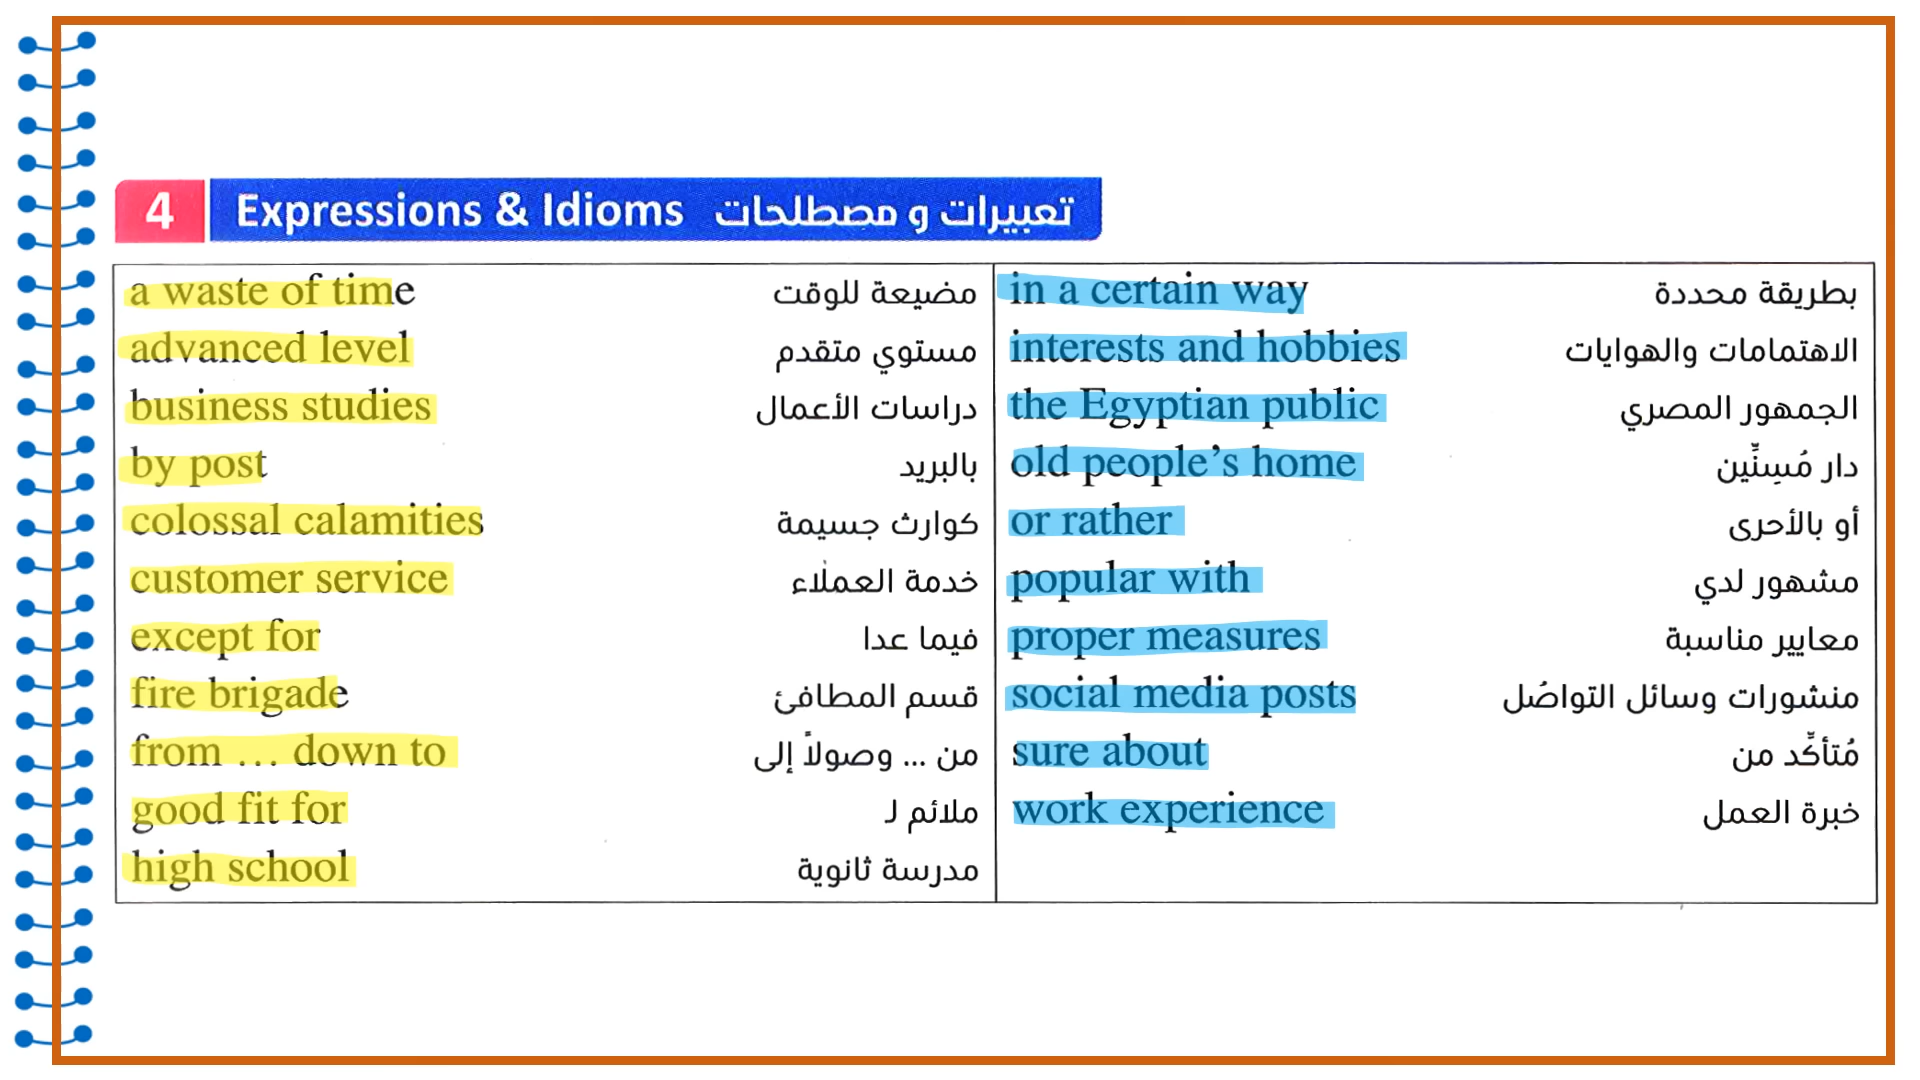 4 Expressions & Idioms تعبيرات و مصطلحات
a waste of time مضيعة للوقت
advanced level مستوي متقدم
business studies دراسات الأعمال
by post بالبريد
colossal calamities كوارث جسيمة
customer service خدمة العملاء
except for فيما عدا
fire brigade قسم المطافئ
from ... down to من ... وصولاً إلى
good fit for ملائم لـ
high school مدرسة ثانوية
in a certain way بطريقة محددة
interests and hobbies الاهتمامات والهوايات
the Egyptian public الجمهور المصري
old people's home دار مُسِنِّين
or rather أو بالأحرى
popular with مشهور لدي
proper measures معايير مناسبة
social media posts منشورات وسائل التواصُل
sure about مُتأكِّد من
work experience خبرة العمل